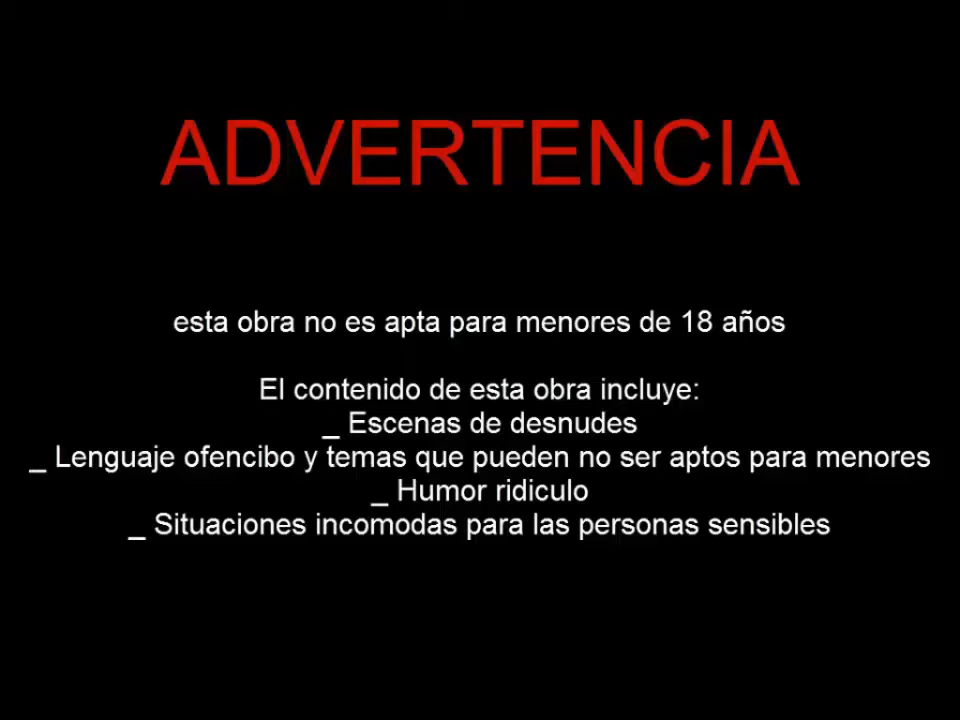 ADVERTENCIA
esta obra no es apta para menores de 18 años
El contenido de esta obra incluye:
_ Escenas de desnudes
_ Lenguaje ofencibo y temas que pueden no ser aptos para menores
_ Humor ridiculo
_ Situaciones incomodas para las personas sensibles